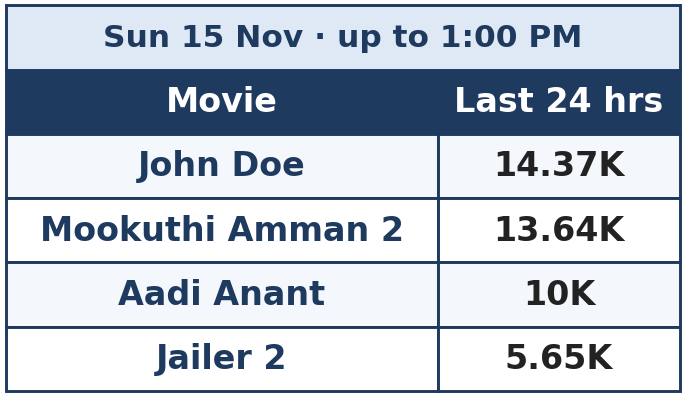 Sun 15 Nov · up to 1:00 PM
Movie Last 24 hrs
John Doe 14.37K
Mookuthi Amman 2 13.64K
Aadi Anant 10K
Jailer 2 5.65K